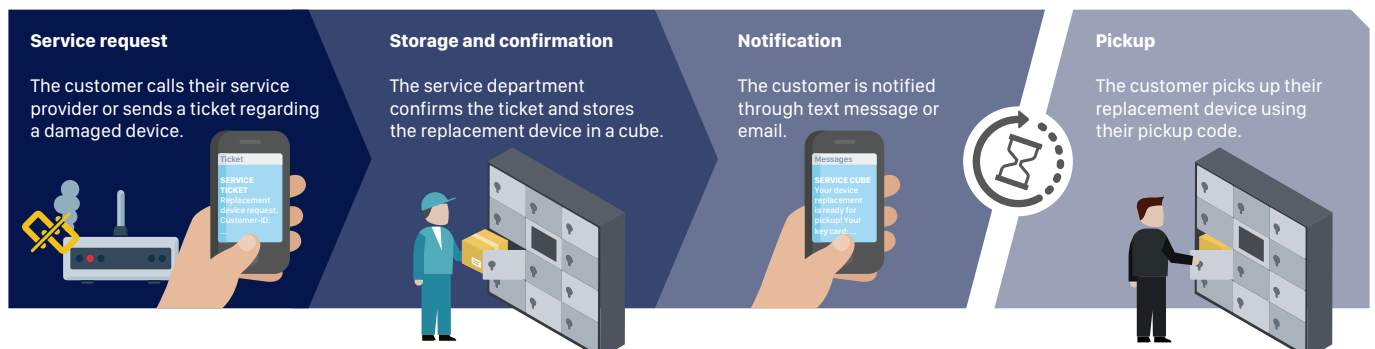 Service request
The customer calls their service
provider or sends a ticket regarding
a damaged device.
Ticket
SERVICE
TICKET
Replacement
device request.
Customer-ID:
...
Storage and confirmation
The service department
confirms the ticket and stores
the replacement device in a cube.
Notification
The customer is notified
through text message or
email.
Messages
SERVICE CUBE
Your device
replacement
is ready for
pickup! Your
key card: ...
Pickup
The customer picks up their
replacement device using
their pickup code.